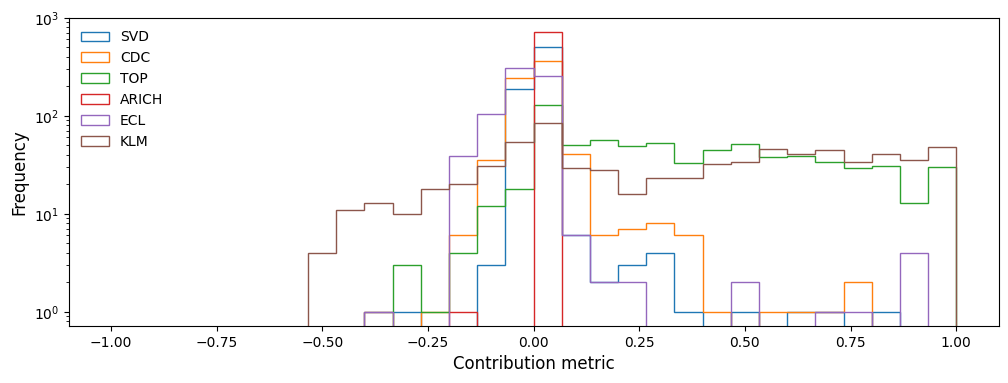 10³
10²
10¹
10⁰
Frequency
SVD
CDC
TOP
ARICH
ECL
KLM
−1.00 −0.75 −0.50 −0.25 0.00 0.25 0.50 0.75 1.00
Contribution metric